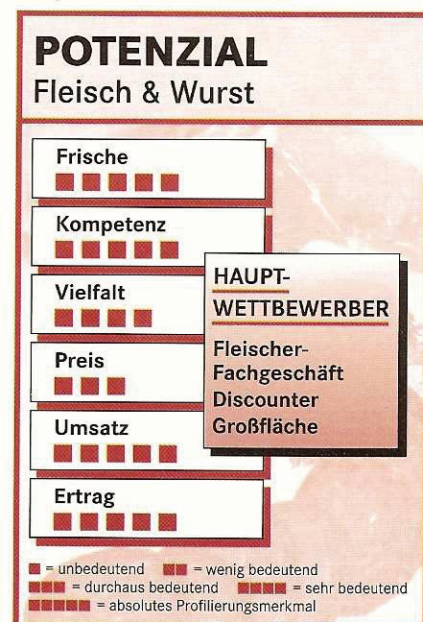 POTENZIAL
Fleisch & Wurst
Frische
Kompetenz
Vielfalt
Preis
Umsatz
Ertrag
HAUPT-
WETTBEWERBER
Fleischer-
Fachgeschäft
Discounter
Großfläche
= unbedeutend = wenig bedeutend
= durchaus bedeutend = sehr bedeutend
= absolutes Profilierungsmerkmal